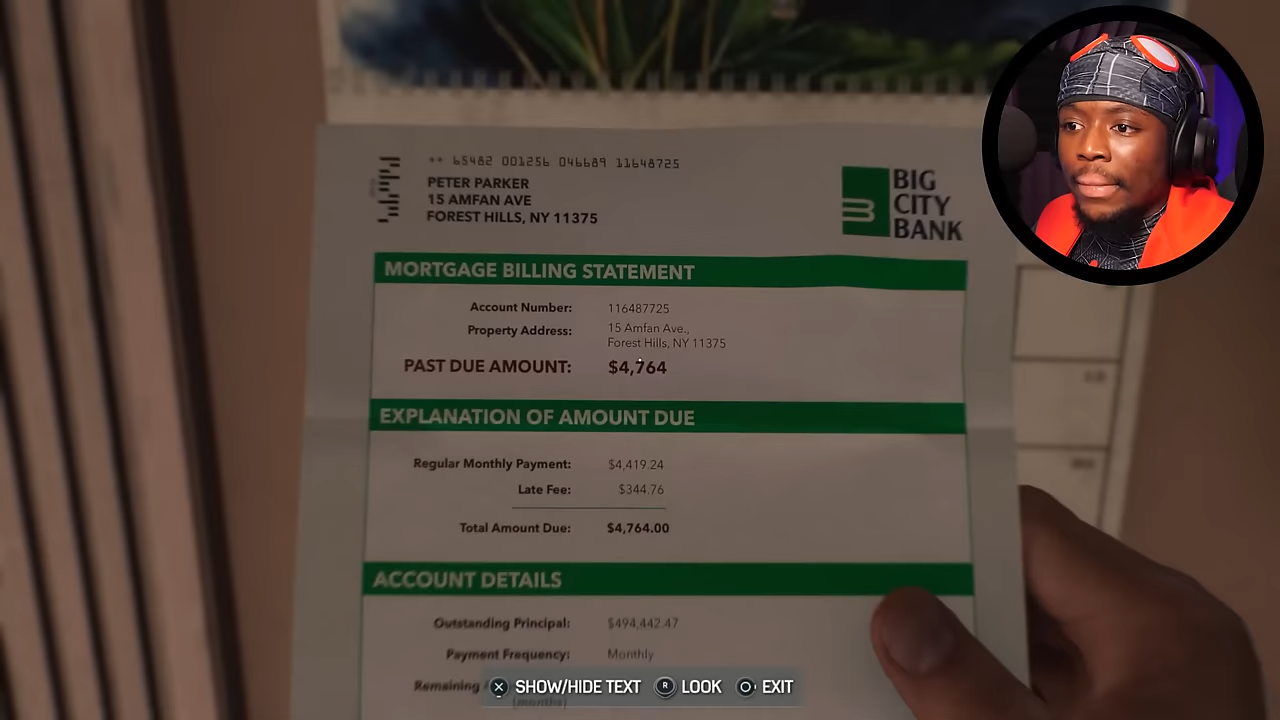 ** 65482 001256 046689 11648725
PETER PARKER
15 AMFAN AVE
FOREST HILLS, NY 11375
BIG
CITY
BANK
MORTGAGE BILLING STATEMENT
Account Number: 116487725
Property Address: 15 Amfan Ave.,
Forest Hills, NY 11375
PAST DUE AMOUNT: $4,764
EXPLANATION OF AMOUNT DUE
Regular Monthly Payment: $4,419.24
Late Fee: $344.76
Total Amount Due: $4,764.00
ACCOUNT DETAILS
Outstanding Principal: $494,442.47
Payment Frequency: Monthly
Remaining
(months)
SHOW/HIDE TEXT R LOOK EXIT